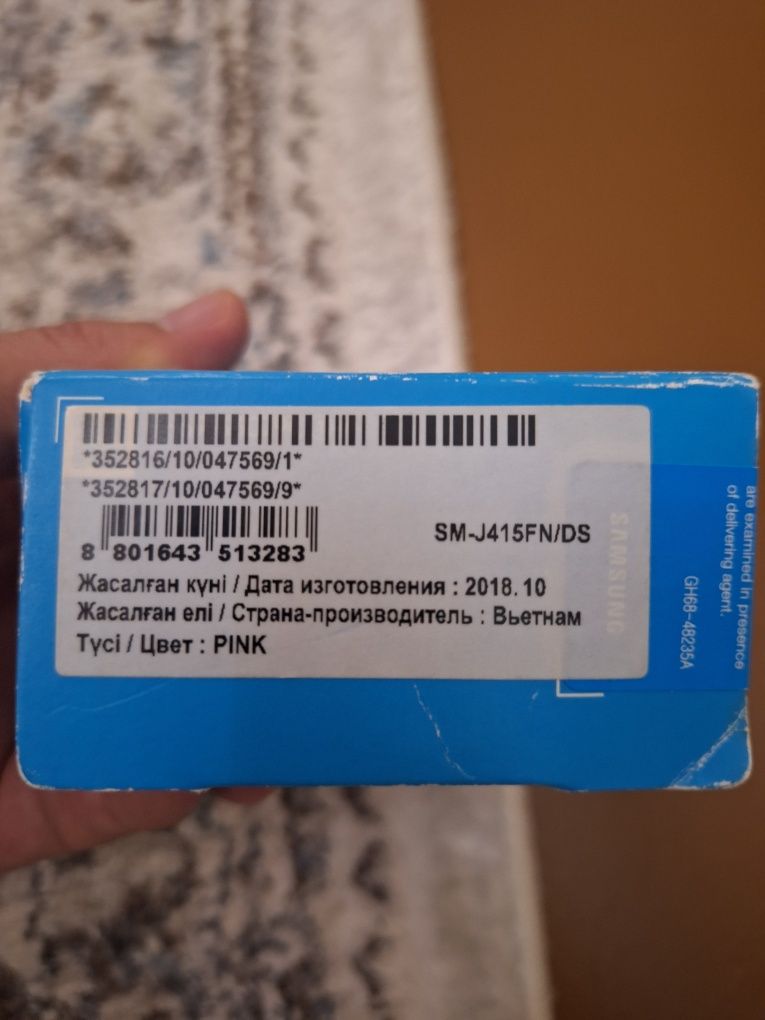 *352816/10/047569/1*
*352817/10/047569/9*
8 801643 513283
SM-J415FN/DS
Жасалған күні / Дата изготовления : 2018.10
Жасалған елі / Страна-производитель : Вьетнам
Түсі / Цвет : PINK
SAMSUNG
are examined in presence
of delivering agent.
GH68-48235A